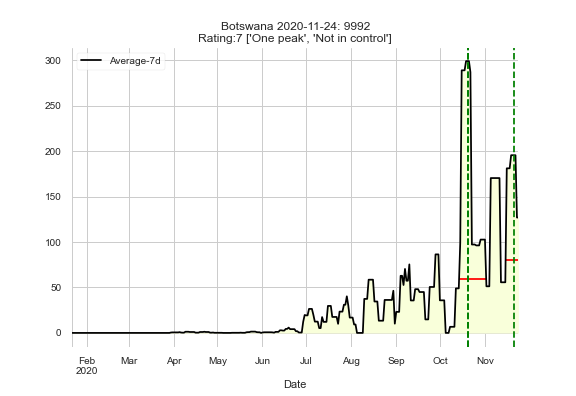 Botswana 2020-11-24: 9992
Rating:7 ['One peak', 'Not in control']
Average-7d
300
250
200
150
100
50
0
Feb Mar Apr May Jun Jul Aug Sep Oct Nov
2020
Date